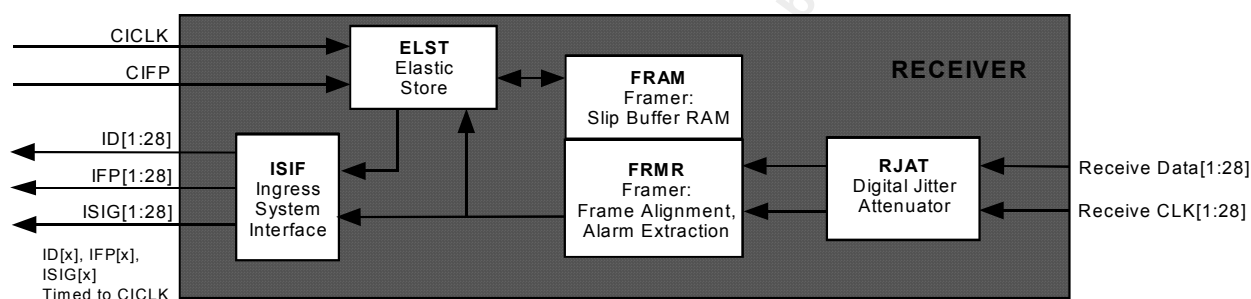 CICLK
CIFP
ID[1:28]
IFP[1:28]
ISIG[1:28]
ID[x], IFP[x],
ISIG[x]
Timed to CICLK
ELST
Elastic
Store
ISIF
Ingress
System
Interface
FRAM
Framer:
Slip Buffer RAM
FRMR
Framer:
Frame Alignment,
Alarm Extraction
RECEIVER
RJAT
Digital Jitter
Attenuator
Receive Data[1:28]
Receive CLK[1:28]